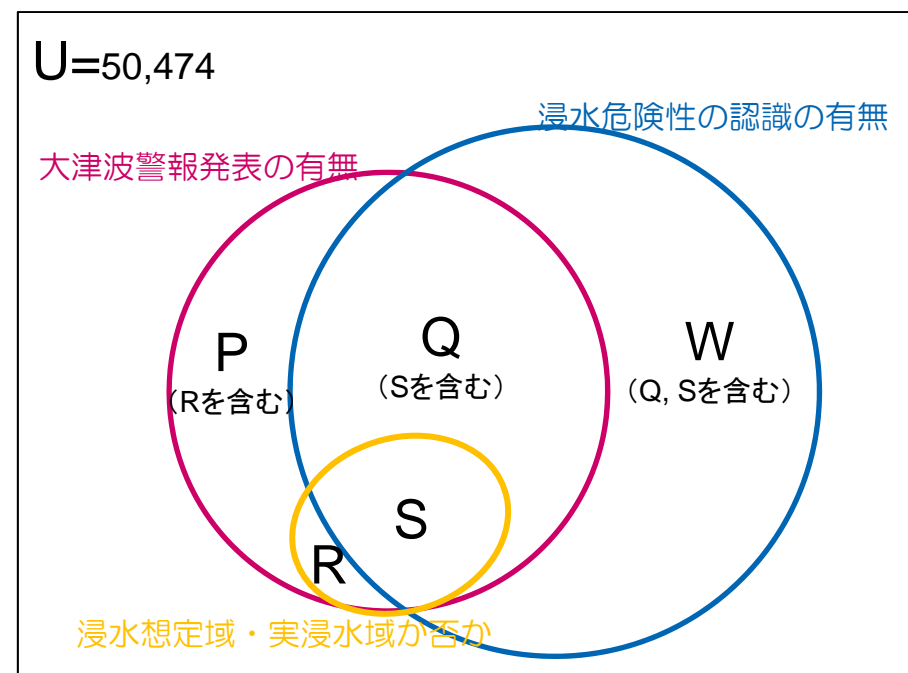 U=50,474
浸水危険性の認識の有無
大津波警報発表の有無
P
（Rを含む）
Q
（Sを含む）
W
（Q, Sを含む）
S
R
浸水想定域・実浸水域か否か